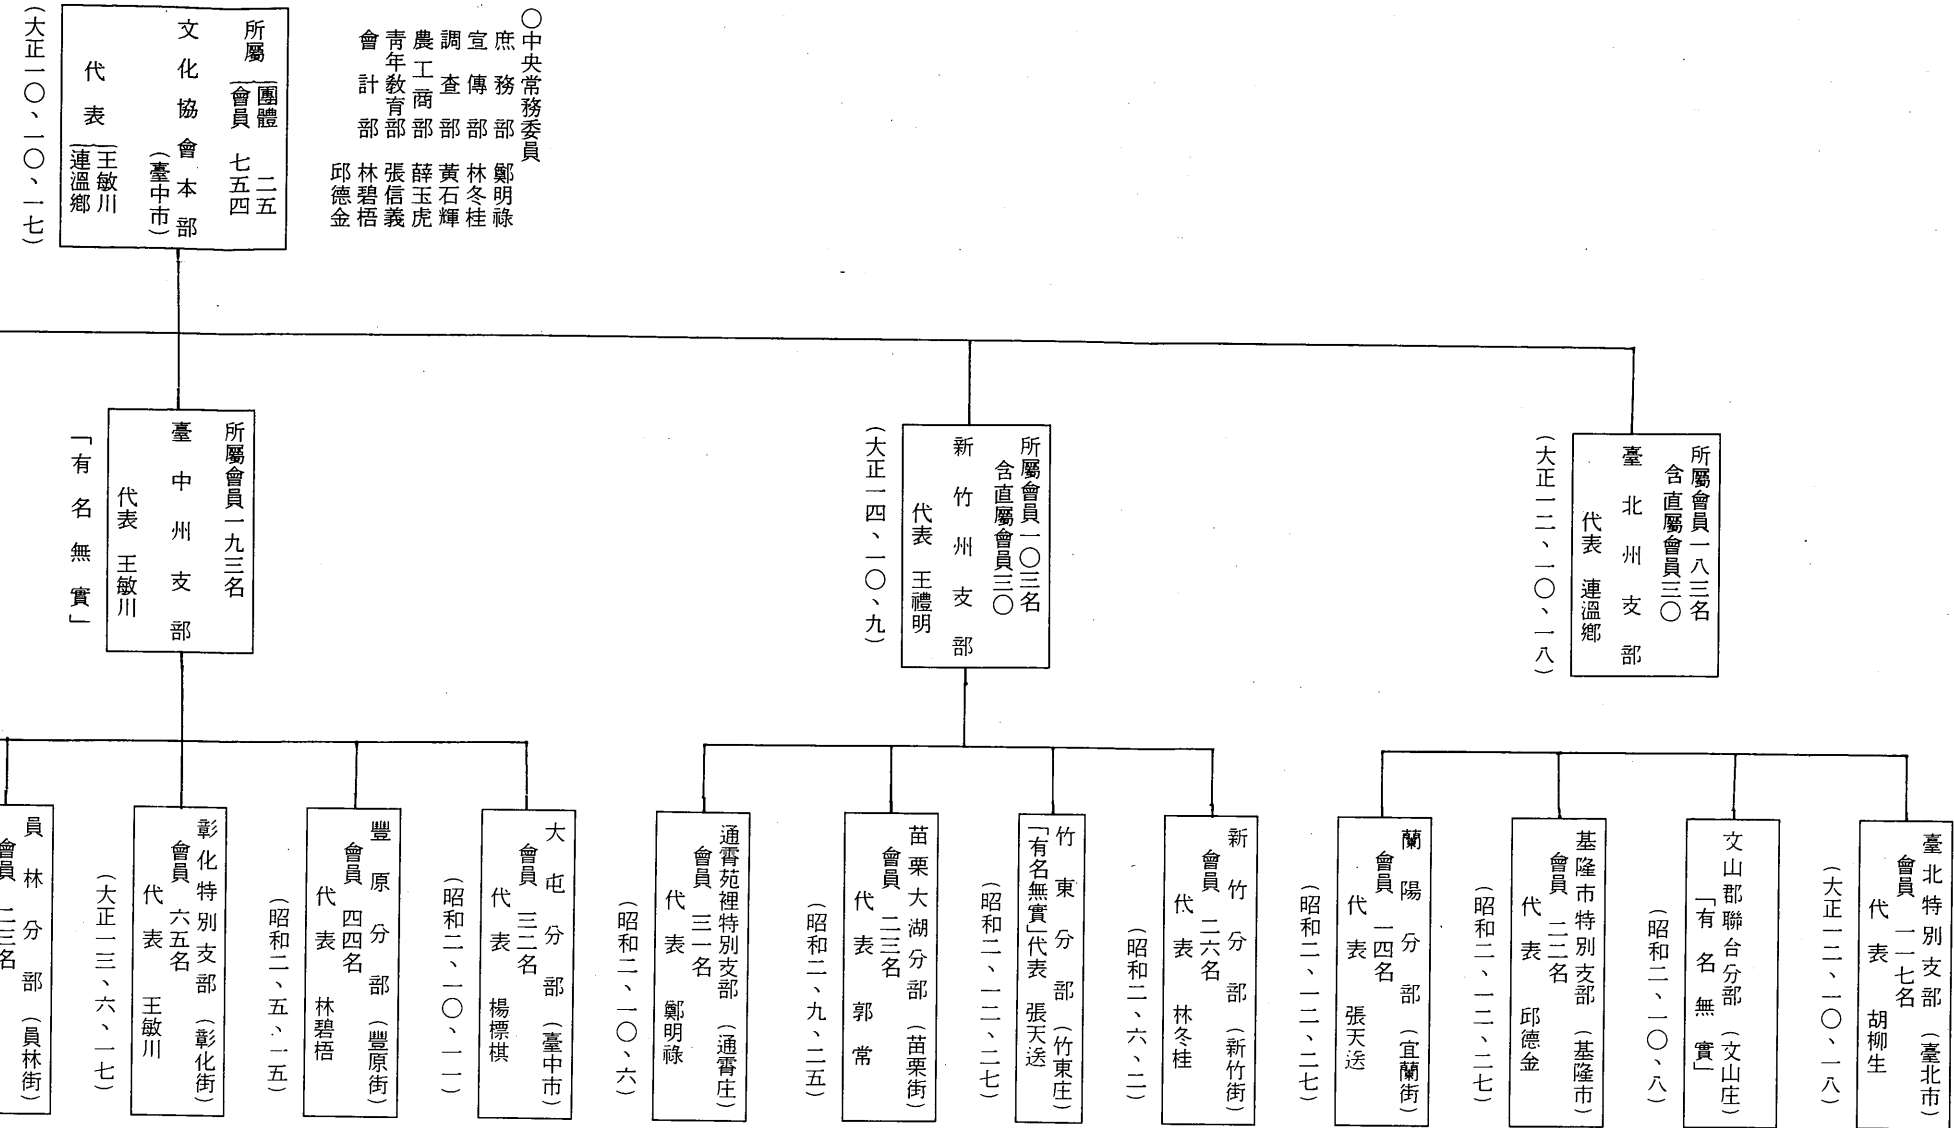 ○中央常務委員
庶務部 鄭明祿
宣傳部 林冬桂
調查部 黃石輝
農工商部 薛玉虎
青年教育部 張信義
會計部 林碧梧
邱德金
所屬
團體 二五
會員 七五四
文化協會本部
(臺中市)
代表
王敏川
連溫鄉
(大正一〇、一〇、一七)
所屬會員一八三名
含直屬會員三〇
臺北州支部
代表 連溫鄉
(大正一二、一〇、一八)
所屬會員一〇三名
含直屬會員三〇
新竹州支部
代表 王禮明
(大正一四、一〇、九)
所屬會員一九三名
臺中州支部
代表 王敏川
「有名無實」
臺北特別支部(臺北市)
會員 一一七名
代表 胡柳生
(大正一二、一〇、一八)
文山郡聯台分部(文山庄)
「有名無實」
(昭和二、一〇、八)
基隆市特別支部(基隆市)
會員 二二名
代表 邱德金
(昭和二、一二、二七)
蘭陽分部(宜蘭街)
會員 一四名
代表 張天送
(昭和二、一二、二七)
新竹分部(新竹街)
會員 二六名
代表 林冬桂
(昭和二、六、二)
竹東分部(竹東庄)
「有名無實」代表 張天送
(昭和二、一二、二七)
苗栗大湖分部(苗栗街)
會員 二三名
代表 郭常
(昭和二、九、二五)
通霄苑裡特別支部(通霄庄)
會員 三一名
代表 鄭明祿
(昭和二、一〇、六)
大屯分部(臺中市)
會員 三二名
代表 楊標棋
(昭和二、一〇、一一)
豐原分部(豐原街)
會員 四四名
代表 林碧梧
(昭和二、五、一五)
彰化特別支部(彰化街)
會員 六五名
代表 王敏川
(大正一三、六、一七)
員林分部(員林街)
會員 二三名